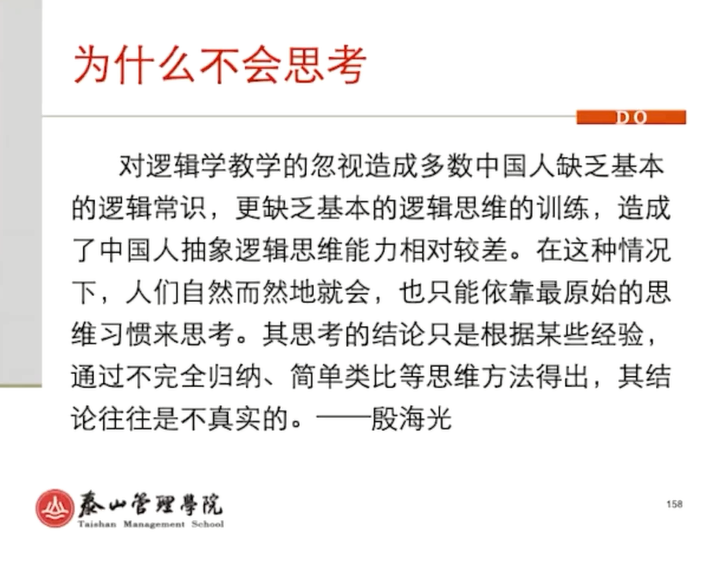 为什么不会思考
DO
对逻辑学教学的忽视造成多数中国人缺乏基本
的逻辑常识，更缺乏基本的逻辑思维的训练，造成
了中国人抽象逻辑思维能力相对较差。在这种情况
下，人们自然而然地就会，也只能依靠最原始的思
维习惯来思考。其思考的结论只是根据某些经验，
通过不完全归纳、简单类比等思维方法得出，其结
论往往是不真实的。——殷海光
泰山管理學院
Taishan Management School
158